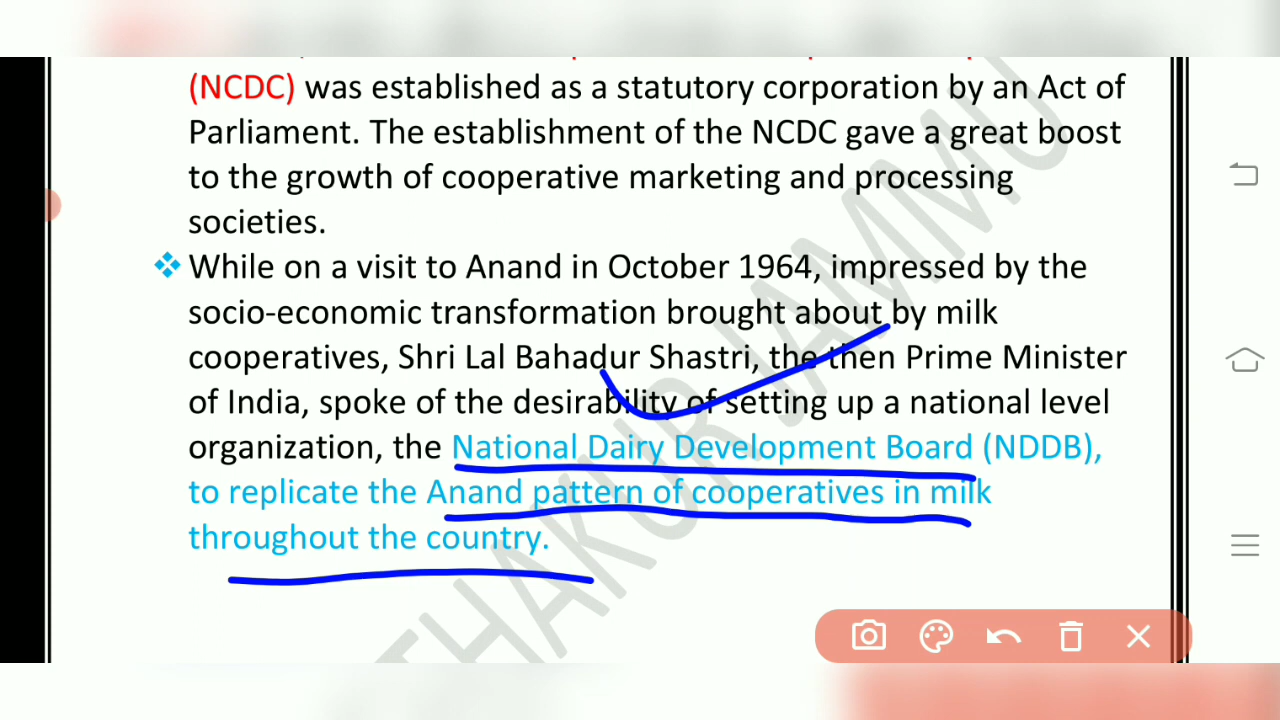 (NCDC) was established as a statutory corporation by an Act of
Parliament. The establishment of the NCDC gave a great boost
to the growth of cooperative marketing and processing
societies.
❖ While on a visit to Anand in October 1964, impressed by the
socio-economic transformation brought about by milk
cooperatives, Shri Lal Bahadur Shastri, the then Prime Minister
of India, spoke of the desirability of setting up a national level
organization, the National Dairy Development Board (NDDB),
to replicate the Anand pattern of cooperatives in milk
throughout the country.
THAKUR JAMMU